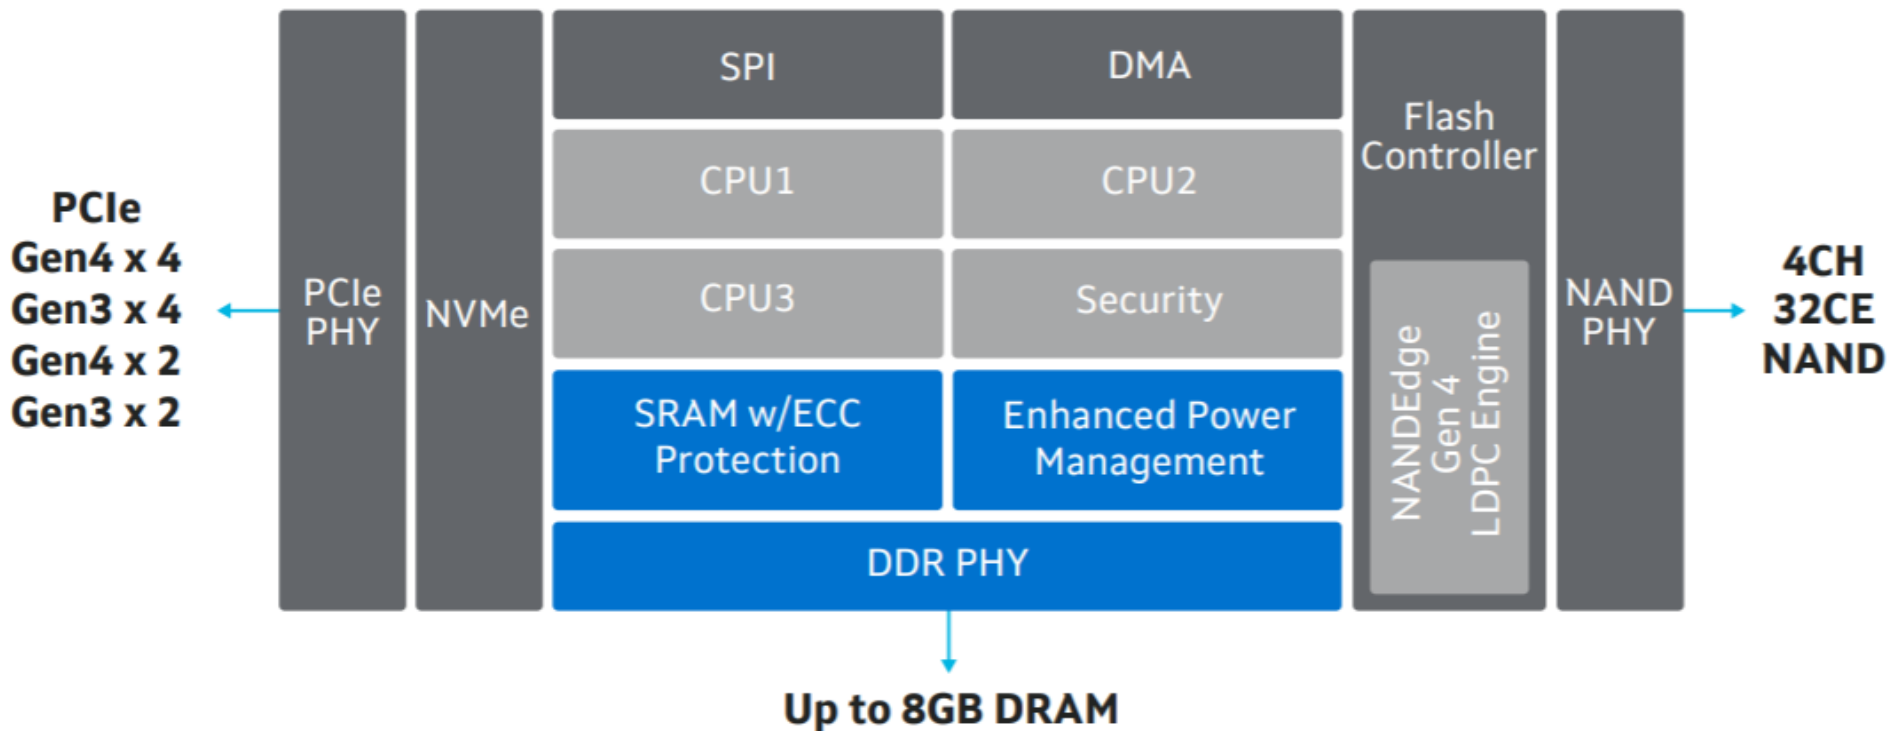 PCIe
Gen4 x 4
Gen3 x 4
Gen4 x 2
Gen3 x 2
PCIe
PHY
NVMe
SPI
DMA
CPU1
CPU2
CPU3
Security
SRAM w/ECC
Protection
Enhanced Power
Management
DDR PHY
Up to 8GB DRAM
Flash
Controller
NANDEdge
Gen 4
LDPC Engine
NAND
PHY
4CH
32CE
NAND